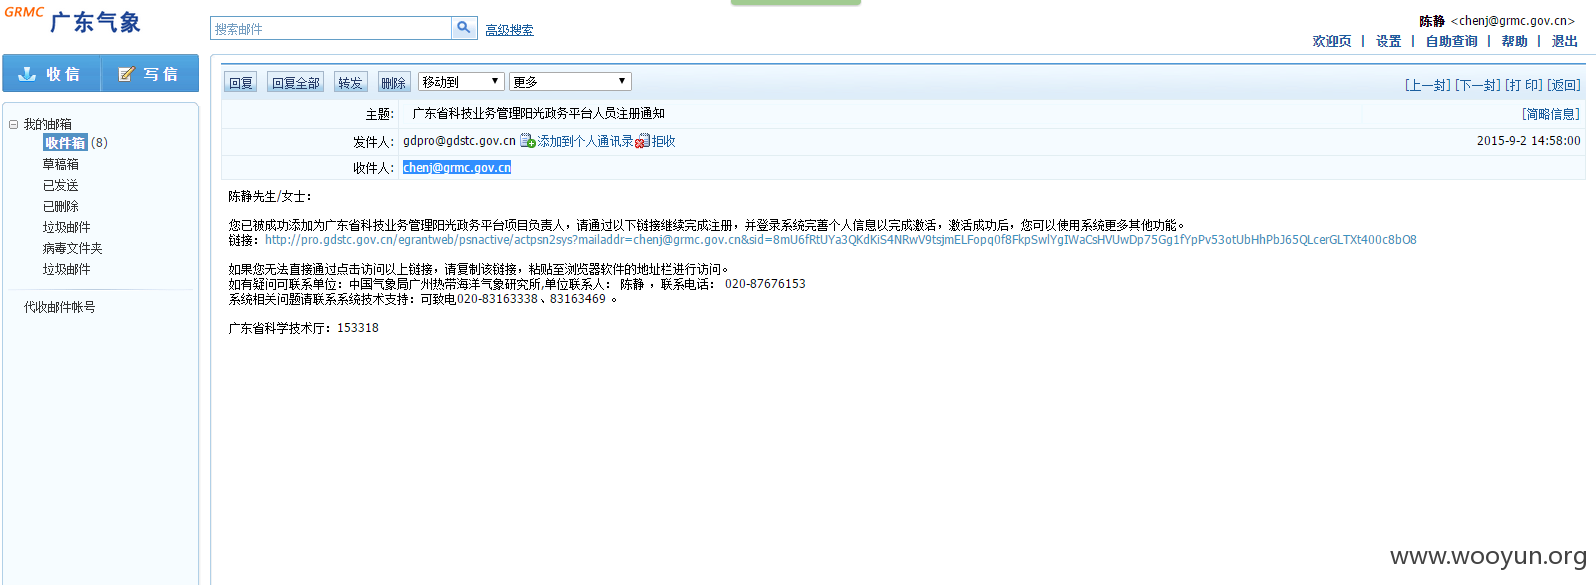 GRMC 广东气象
搜索邮件
高级搜索
陈静 <chenj@grmc.gov.cn>
欢迎页 | 设置 | 自助查询 | 帮助 | 退出
收信 写信
我的邮箱
收件箱 (8)
草稿箱
已发送
已删除
垃圾邮件
病毒文件夹
垃圾邮件
代收邮件帐号
回复 回复全部 转发 删除 移动到 更多
[上一封] [下一封] [打 印] [返回]
主题: 广东省科技业务管理阳光政务平台人员注册通知
[简略信息]
发件人: gdpro@gdstc.gov.cn 添加到个人通讯录 拒收
2015-9-2 14:58:00
收件人: chenj@grmc.gov.cn
陈静先生/女士：
您已被成功添加为广东省科技业务管理阳光政务平台项目负责人，请通过以下链接继续完成注册，并登录系统完善个人信息以完成激活，激活成功后，您可以使用系统更多其他功能。
链接：http://pro.gdstc.gov.cn/egrantweb/psnactive/actpsn2sys?mailaddr=chenj@grmc.gov.cn&sid=8mU6fRtUYa3QKdKiS4NRwV9tsjmELFopq0f8FkpSwlYgIWaCsHVUwDp75Gg1fYpPv53otUbHhPbJ65QLcerGLTXt400c8bO8
如果您无法直接通过点击访问以上链接，请复制该链接，粘贴至浏览器软件的地址栏进行访问。
如有疑问可联系单位：中国气象局广州热带海洋气象研究所,单位联系人： 陈静 ，联系电话： 020-87676153
系统相关问题请联系系统技术支持：可致电020-83163338、83163469 。
广东省科学技术厅：153318
www.wooyun.org